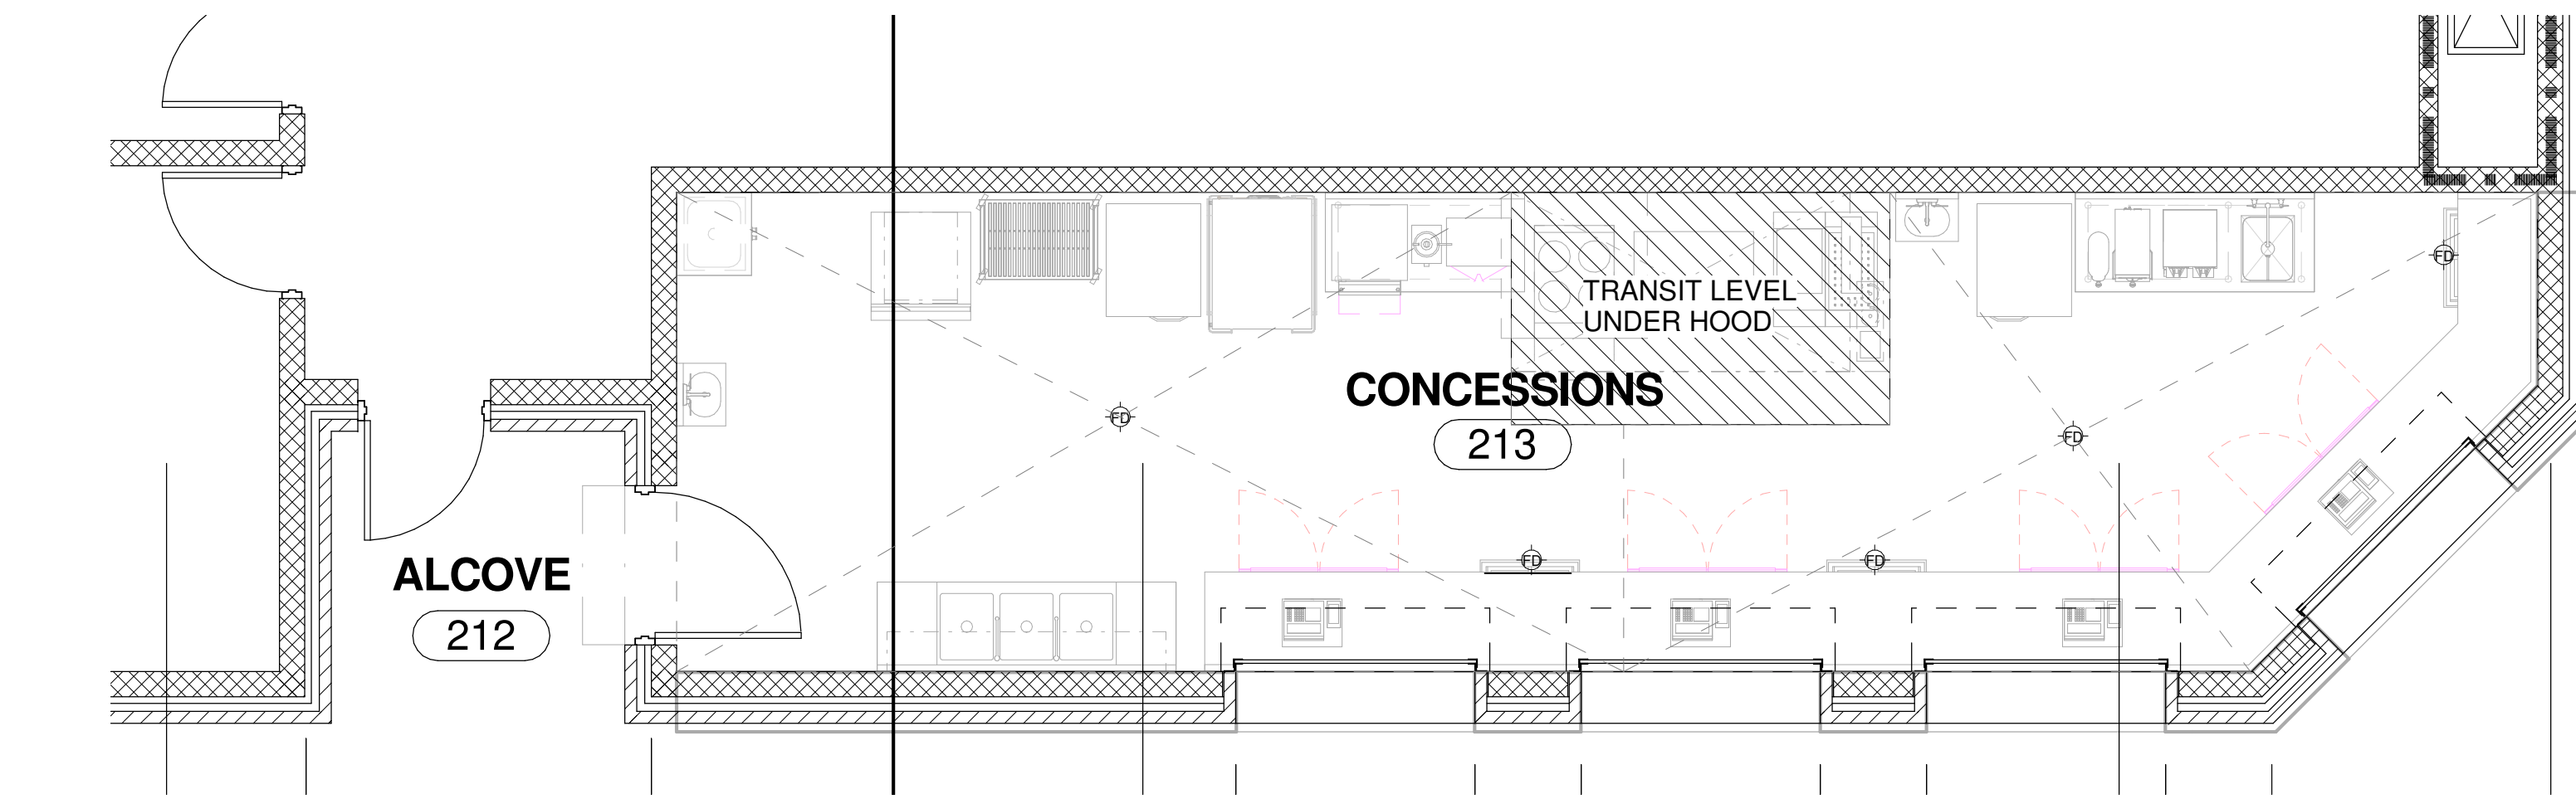 FD
TRANSIT LEVEL
UNDER HOOD
CONCESSIONS
213
FD
FD
FD
FD
ALCOVE
212